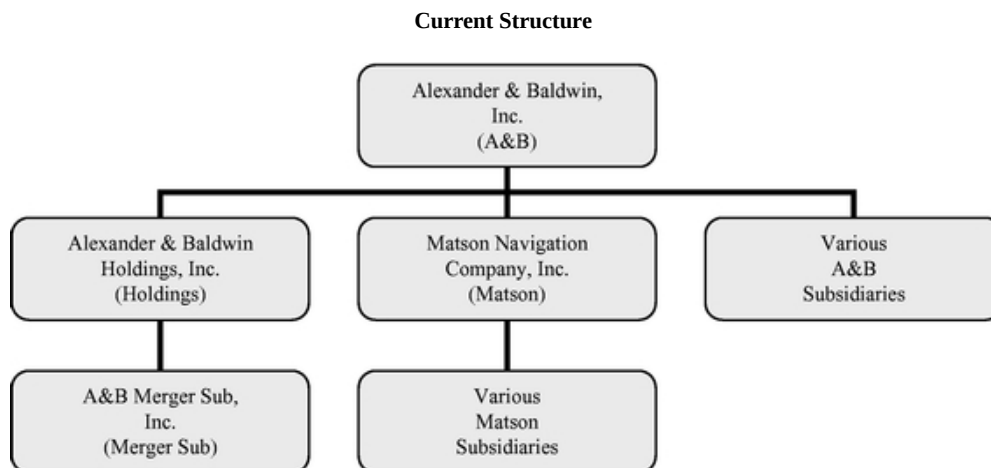 Current Structure
Alexander & Baldwin,
Inc.
(A&B)
Alexander & Baldwin
Holdings, Inc.
(Holdings)
Matson Navigation
Company, Inc.
(Matson)
Various
A&B
Subsidiaries
A&B Merger Sub,
Inc.
(Merger Sub)
Various
Matson
Subsidiaries